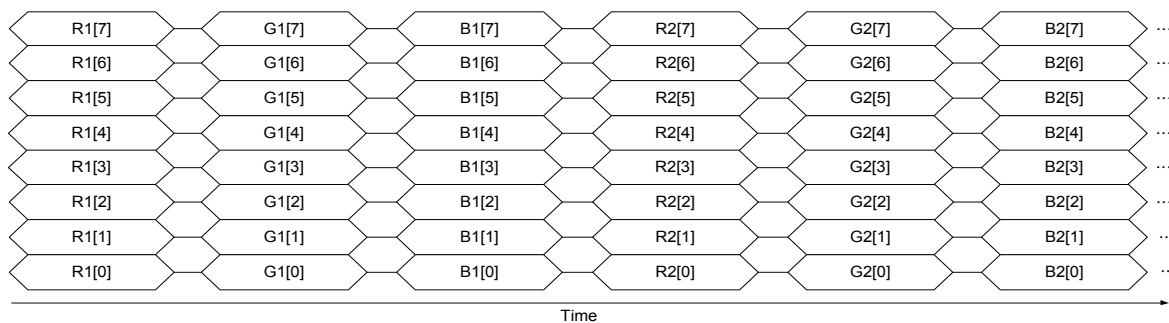 R1[7] G1[7] B1[7] R2[7] G2[7] B2[7] ...
R1[6] G1[6] B1[6] R2[6] G2[6] B2[6] ...
R1[5] G1[5] B1[5] R2[5] G2[5] B2[5] ...
R1[4] G1[4] B1[4] R2[4] G2[4] B2[4] ...
R1[3] G1[3] B1[3] R2[3] G2[3] B2[3] ...
R1[2] G1[2] B1[2] R2[2] G2[2] B2[2] ...
R1[1] G1[1] B1[1] R2[1] G2[1] B2[1] ...
R1[0] G1[0] B1[0] R2[0] G2[0] B2[0] ...
Time